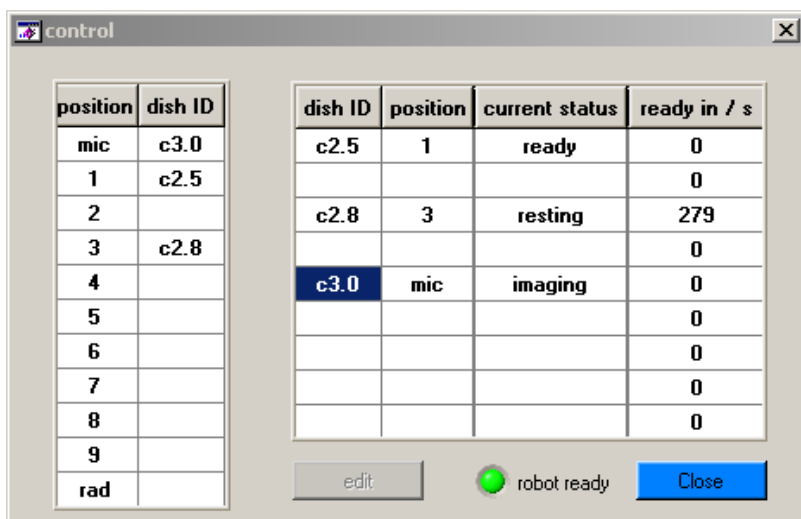 control
position dish ID
mic c3.0
1 c2.5
2
3 c2.8
4
5
6
7
8
9
rad
dish ID position current status ready in / s
c2.5 1 ready 0
0
c2.8 3 resting 279
0
c3.0 mic imaging 0
0
0
0
0
edit robot ready Close